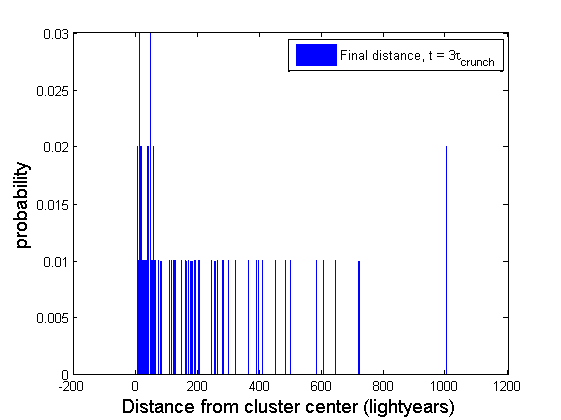 0.03
0.025
0.02
0.015
0.01
0.005
0
-200 0 200 400 600 800 1000 1200
probability
Distance from cluster center (lightyears)
Final distance, t = 3τcrunch